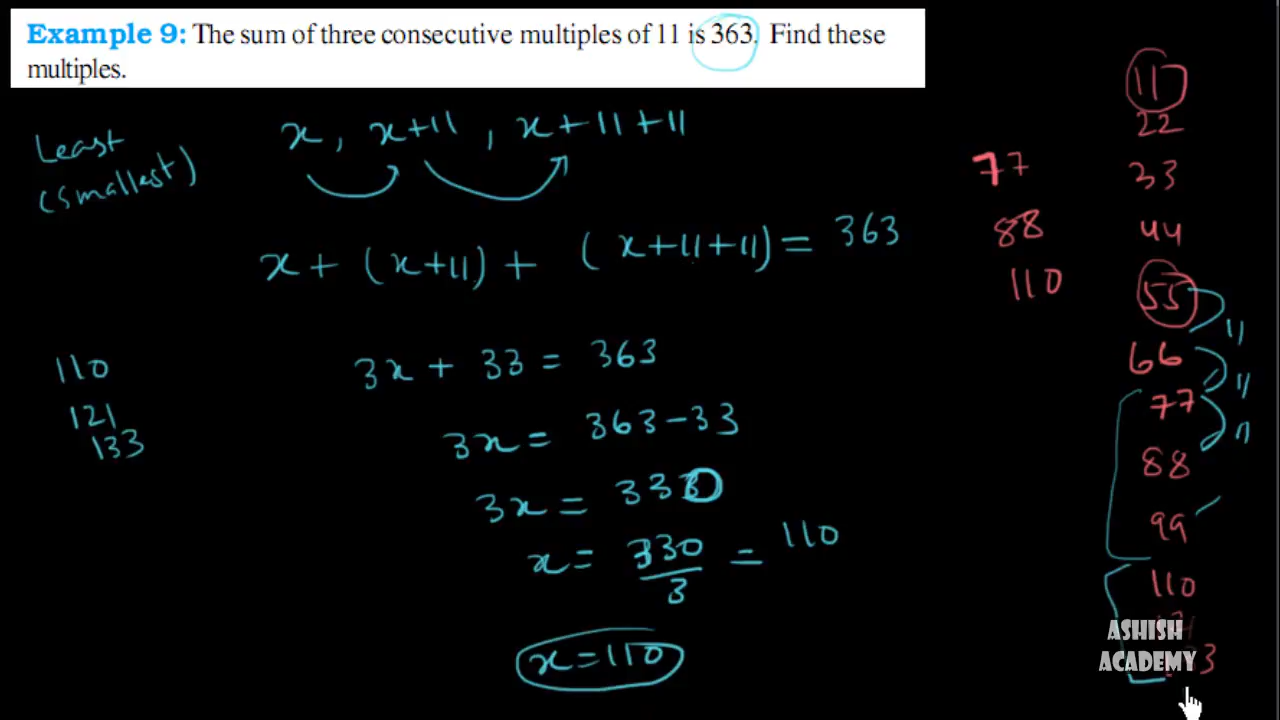 Example 9: The sum of three consecutive multiples of 11 is 363. Find these
multiples.
Least
(Smallest)
x, x+11, x+11+11
x + (x+11) + (x+11+11) = 363
3x + 33 = 363
3x = 363-33
3x = 330
x = 330/3 = 110
x=110
110
121
133
77
88
110
11
22
33
44
55
66
77
88
99
110
11
11
11
ASHISH
ACADEMY